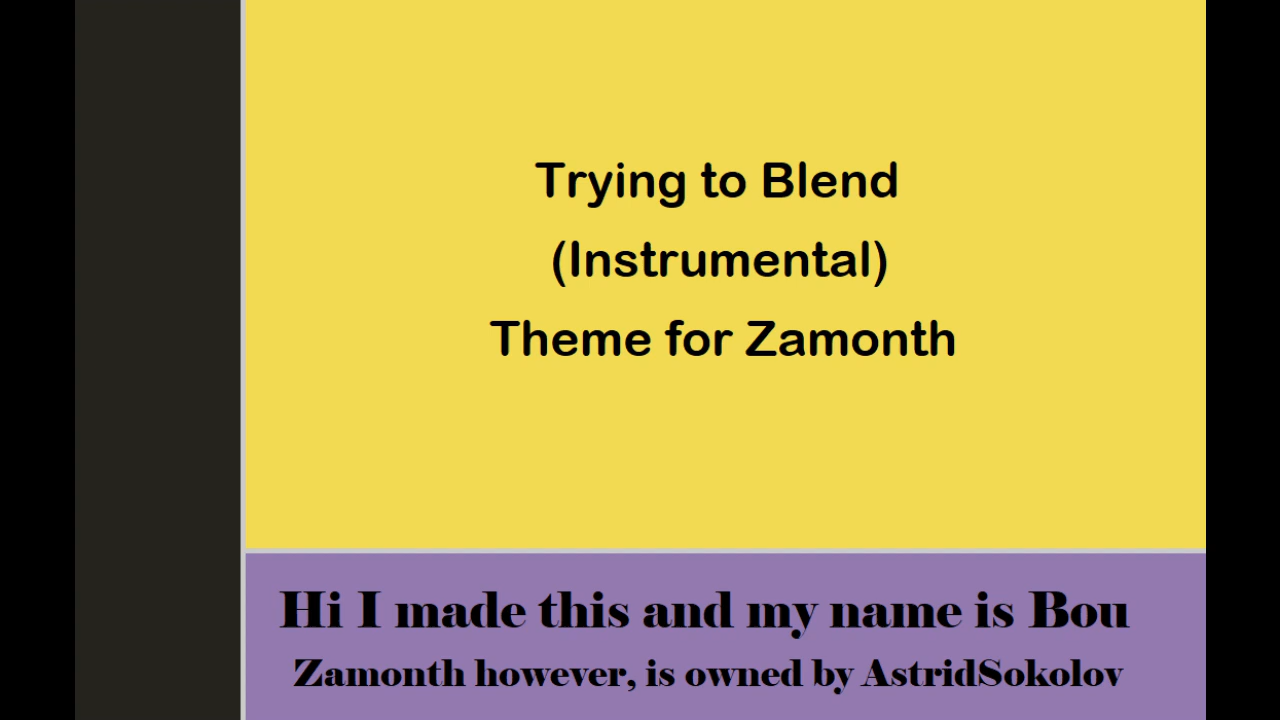 Trying to Blend
(Instrumental)
Theme for Zamonth
Hi I made this and my name is Bou
Zamonth however, is owned by AstridSokolov